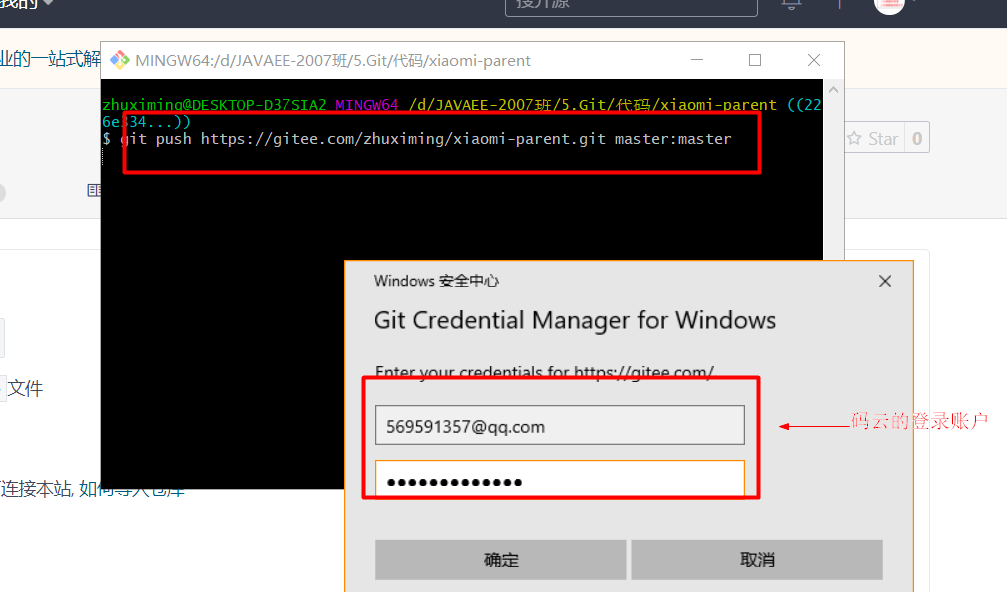 我的
搜开源
业的一站式解
MINGW64:/d/JAVAEE-2007班/5.Git/代码/xiaomi-parent
zhuximing@DESKTOP-D37SIA2 MINGW64 /d/JAVAEE-2007班/5.Git/代码/xiaomi-parent ((22
6e334...))
$ git push https://gitee.com/zhuximing/xiaomi-parent.git master:master
Star 0
Windows 安全中心
Git Credential Manager for Windows
Enter your credentials for https://gitee.com/
文件
569591357@qq.com
码云的登录账户
●●●●●●●●●●●●●
连接本站, 如何导入仓库
确定
取消